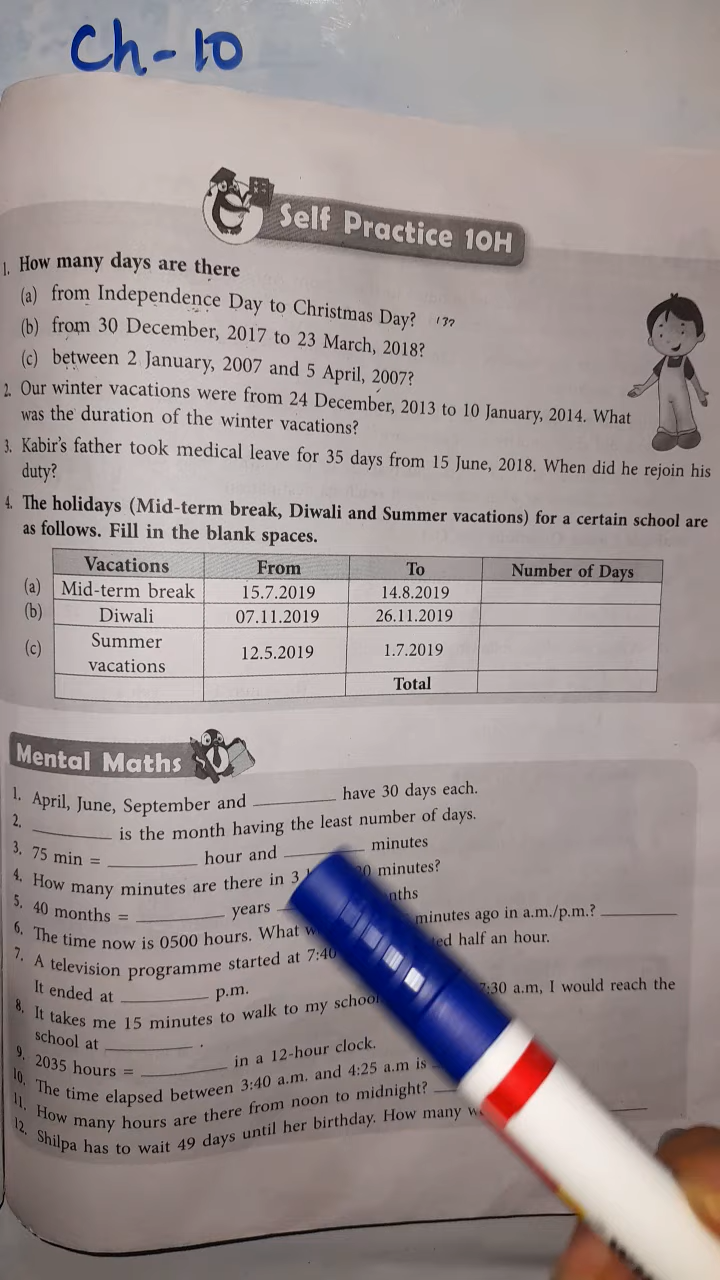 Ch-10
Self Practice 10H
1. How many days are there
(a) from Independence Day to Christmas Day? 133
(b) from 30 December, 2017 to 23 March, 2018?
(c) between 2 January, 2007 and 5 April, 2007?
2. Our winter vacations were from 24 December, 2013 to 10 January, 2014. What
was the duration of the winter vacations?
3. Kabir's father took medical leave for 35 days from 15 June, 2018. When did he rejoin his
duty?
4. The holidays (Mid-term break, Diwali and Summer vacations) for a certain school are
as follows. Fill in the blank spaces.
Vacations From To Number of Days
(a) Mid-term break 15.7.2019 14.8.2019
(b) Diwali 07.11.2019 26.11.2019
(c) Summer vacations 12.5.2019 1.7.2019
Total
Mental Maths
1. April, June, September and ________ have 30 days each.
2. ________ is the month having the least number of days.
3. 75 min = ________ hour and ________ minutes
4. How many minutes are there in 3 minutes?
5. 40 months = ________ years
6. The time now is 0500 hours. What minutes ago in a.m./p.m.? ________
7. A television programme started at 7:40 half an hour.
It ended at ________ p.m.
8. It takes me 15 minutes to walk to my school 7:30 a.m, I would reach the
school at ________ .
9. 2035 hours = ________ in a 12-hour clock.
10. The time elapsed between 3:40 a.m. and 4:25 a.m is
11. How many hours are there from noon to midnight?
12. Shilpa has to wait 49 days until her birthday. How many